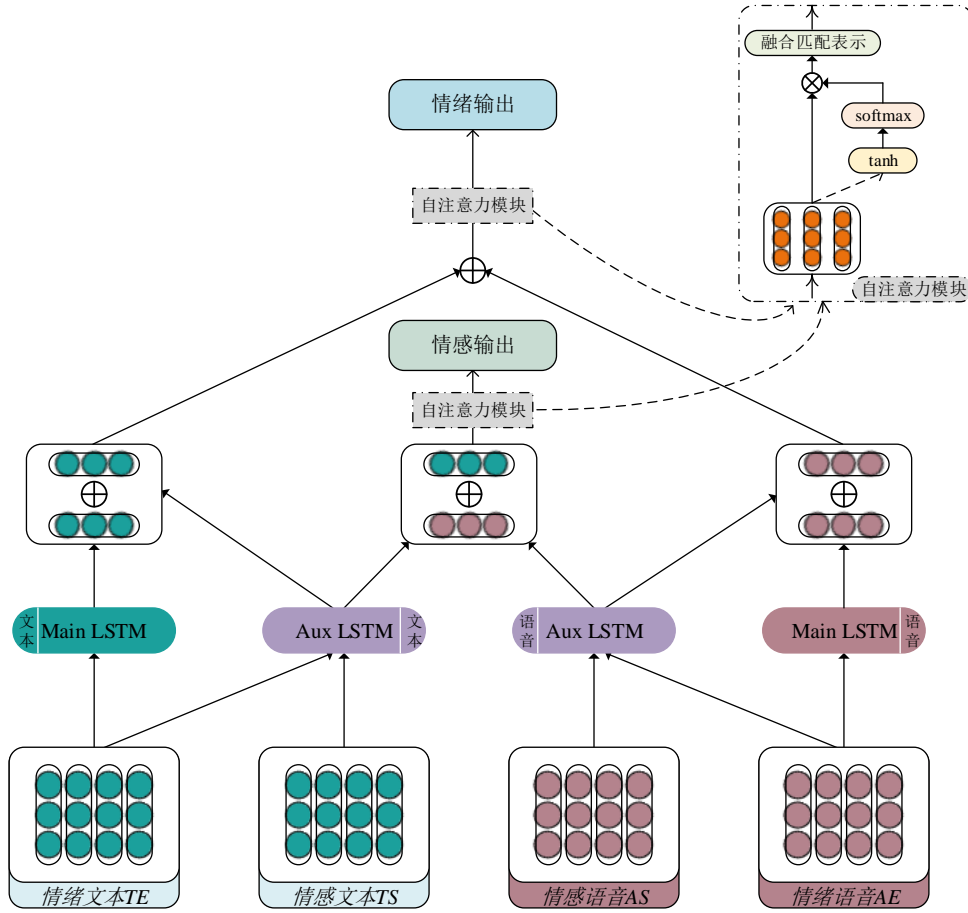 融合匹配表示
softmax
tanh
自注意力模块
情绪输出
自注意力模块
情感输出
自注意力模块
文本
Main LSTM
Aux LSTM
文本
语音
Aux LSTM
Main LSTM
语音
情绪文本TE
情感文本TS
情感语音AS
情绪语音AE